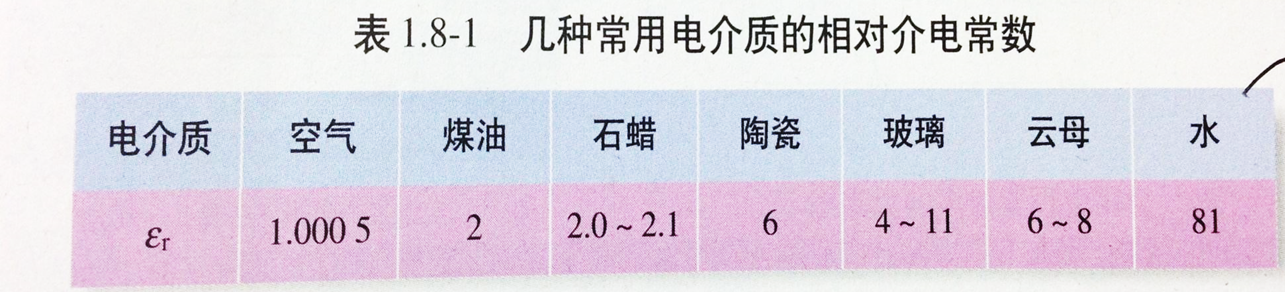 表 1.8-1 几种常用电介质的相对介电常数
电介质 空气 煤油 石蜡 陶瓷 玻璃 云母 水
εr 1.000 5 2 2.0 ~ 2.1 6 4 ~ 11 6 ~ 8 81